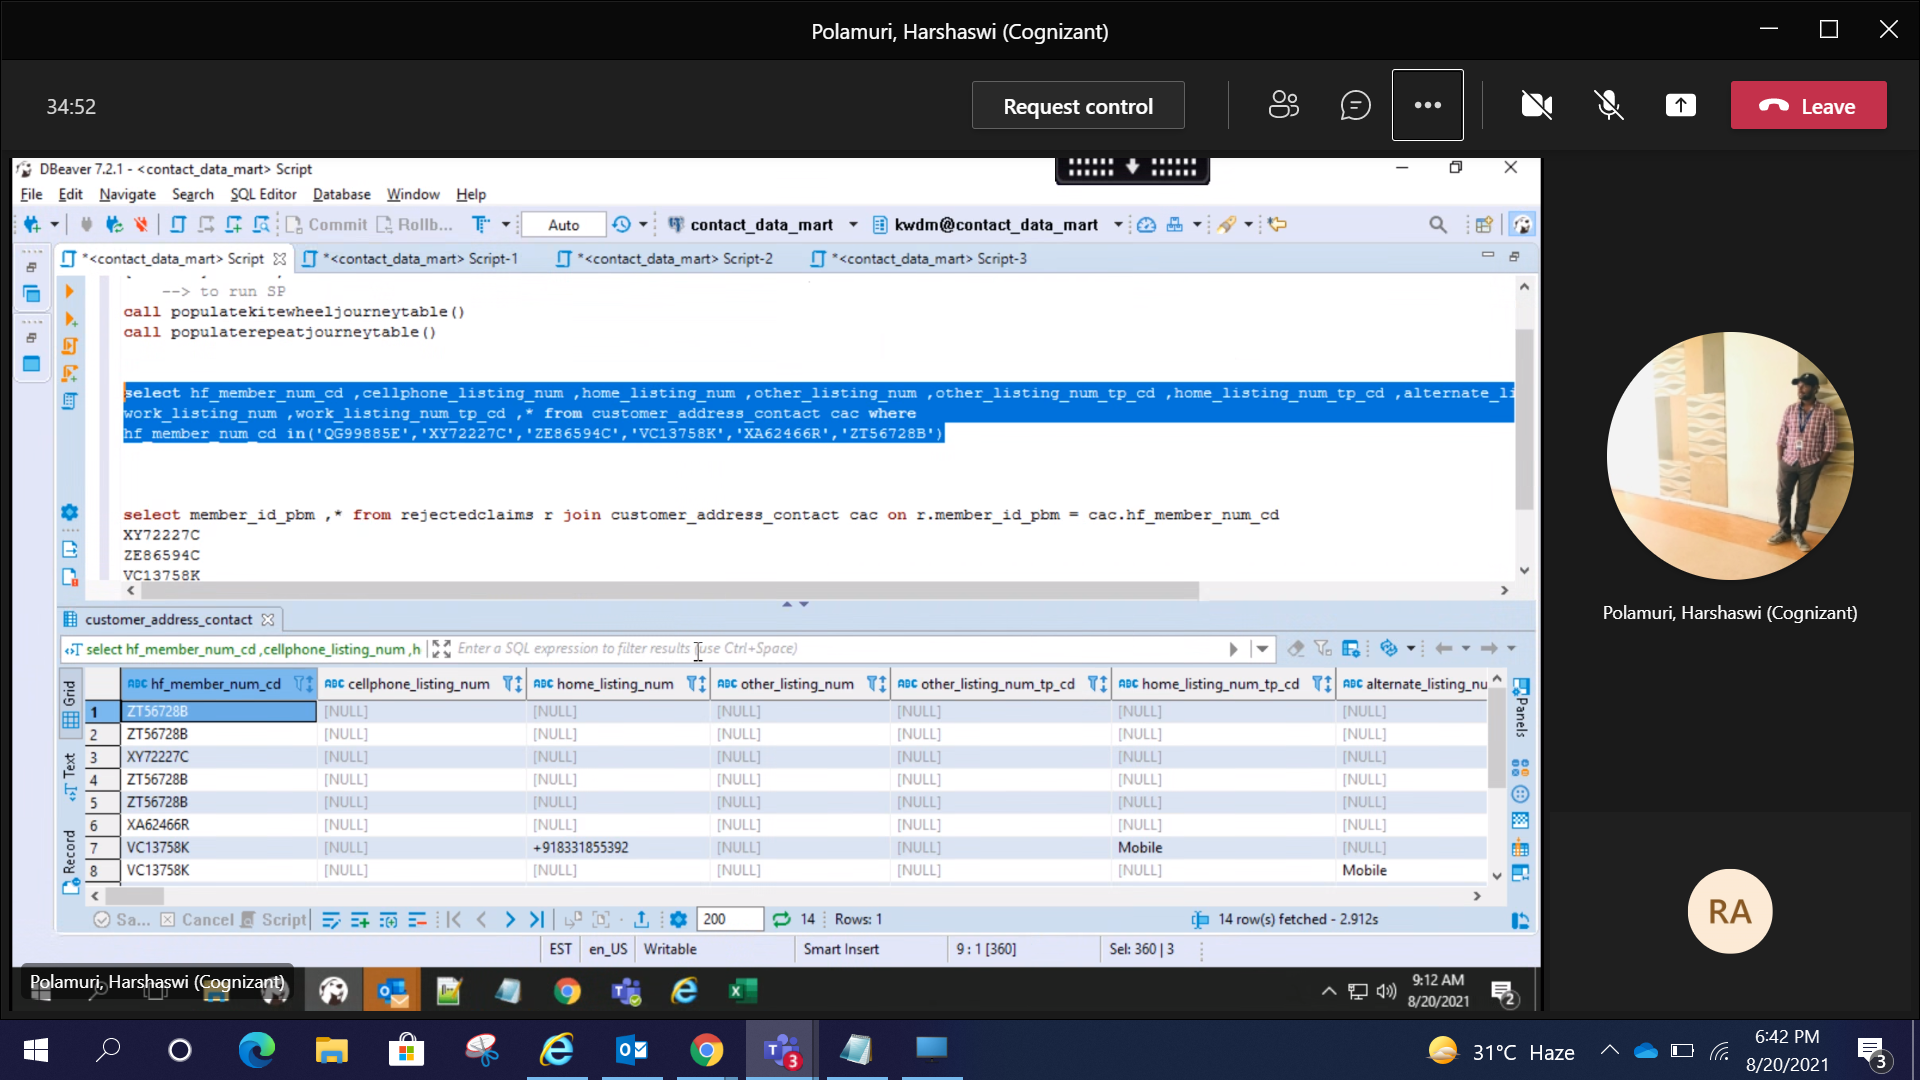 Polamuri, Harshaswi (Cognizant)
34:52
Request control
Leave
DBeaver 7.2.1 - <contact_data_mart> Script
File Edit Navigate Search SQL Editor Database Window Help
Commit Rollb... Auto contact_data_mart kwdm@contact_data_mart
*<contact_data_mart> Script *<contact_data_mart> Script-1 *<contact_data_mart> Script-2 *<contact_data_mart> Script-3
--> to run SP
call populatekitewheeljourneytable()
call populaterepeatjourneytable()
select hf_member_num_cd ,cellphone_listing_num ,home_listing_num ,other_listing_num ,other_listing_num_tp_cd ,home_listing_num_tp_cd ,alternate_li
work_listing_num ,work_listing_num_tp_cd ,* from customer_address_contact cac where
hf_member_num_cd in('QG99885E','XY72227C','ZE86594C','VC13758K','XA62466R','ZT56728B')
select member_id_pbm ,* from rejectedclaims r join customer_address_contact cac on r.member_id_pbm = cac.hf_member_num_cd
XY72227C
ZE86594C
VC13758K
Polamuri, Harshaswi (Cognizant)
customer_address_contact
select hf_member_num_cd ,cellphone_listing_num ,h Enter a SQL expression to filter results (use Ctrl+Space)
Grid
Text
Record
Panels
ABC hf_member_num_cd ABC cellphone_listing_num ABC home_listing_num ABC other_listing_num ABC other_listing_num_tp_cd ABC home_listing_num_tp_cd ABC alternate_listing_nu
1 ZT56728B [NULL] [NULL] [NULL] [NULL] [NULL] [NULL]
2 ZT56728B [NULL] [NULL] [NULL] [NULL] [NULL] [NULL]
3 XY72227C [NULL] [NULL] [NULL] [NULL] [NULL] [NULL]
4 ZT56728B [NULL] [NULL] [NULL] [NULL] [NULL] [NULL]
5 ZT56728B [NULL] [NULL] [NULL] [NULL] [NULL] [NULL]
6 XA62466R [NULL] [NULL] [NULL] [NULL] [NULL] [NULL]
7 VC13758K [NULL] +918331855392 [NULL] [NULL] Mobile [NULL]
8 VC13758K [NULL] [NULL] [NULL] [NULL] [NULL] Mobile
Sa... Cancel Script 200 14 Rows: 1 14 row(s) fetched - 2.912s
EST en_US Writable Smart Insert 9 : 1 [360] Sel: 360 | 3
RA
Polamuri, Harshaswi (Cognizant)
9:12 AM
8/20/2021
2
3
31°C Haze
6:42 PM
8/20/2021
3